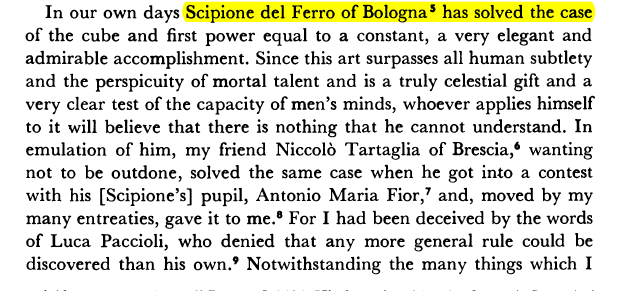 In our own days Scipione del Ferro of Bologna⁵ has solved the case
of the cube and first power equal to a constant, a very elegant and
admirable accomplishment. Since this art surpasses all human subtlety
and the perspicuity of mortal talent and is a truly celestial gift and a
very clear test of the capacity of men's minds, whoever applies himself
to it will believe that there is nothing that he cannot understand. In
emulation of him, my friend Niccolò Tartaglia of Brescia,⁶ wanting
not to be outdone, solved the same case when he got into a contest
with his [Scipione's] pupil, Antonio Maria Fior,⁷ and, moved by my
many entreaties, gave it to me.⁸ For I had been deceived by the words
of Luca Paccioli, who denied that any more general rule could be
discovered than his own.⁹ Notwithstanding the many things which I